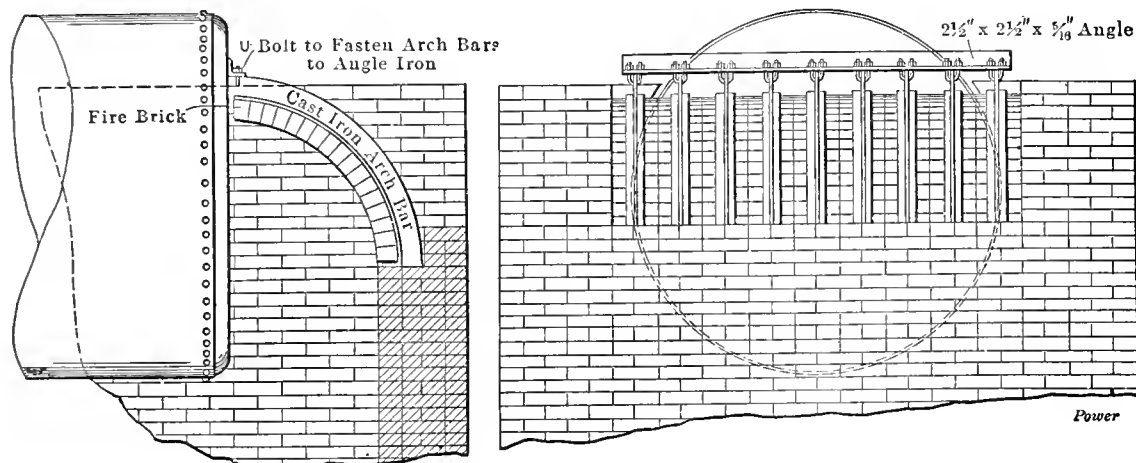 U Bolt to Fasten Arch Bars
to Angle Iron
Fire Brick
Cast Iron Arch Bar
2½" x 2½" x 5/16" Angle
Power